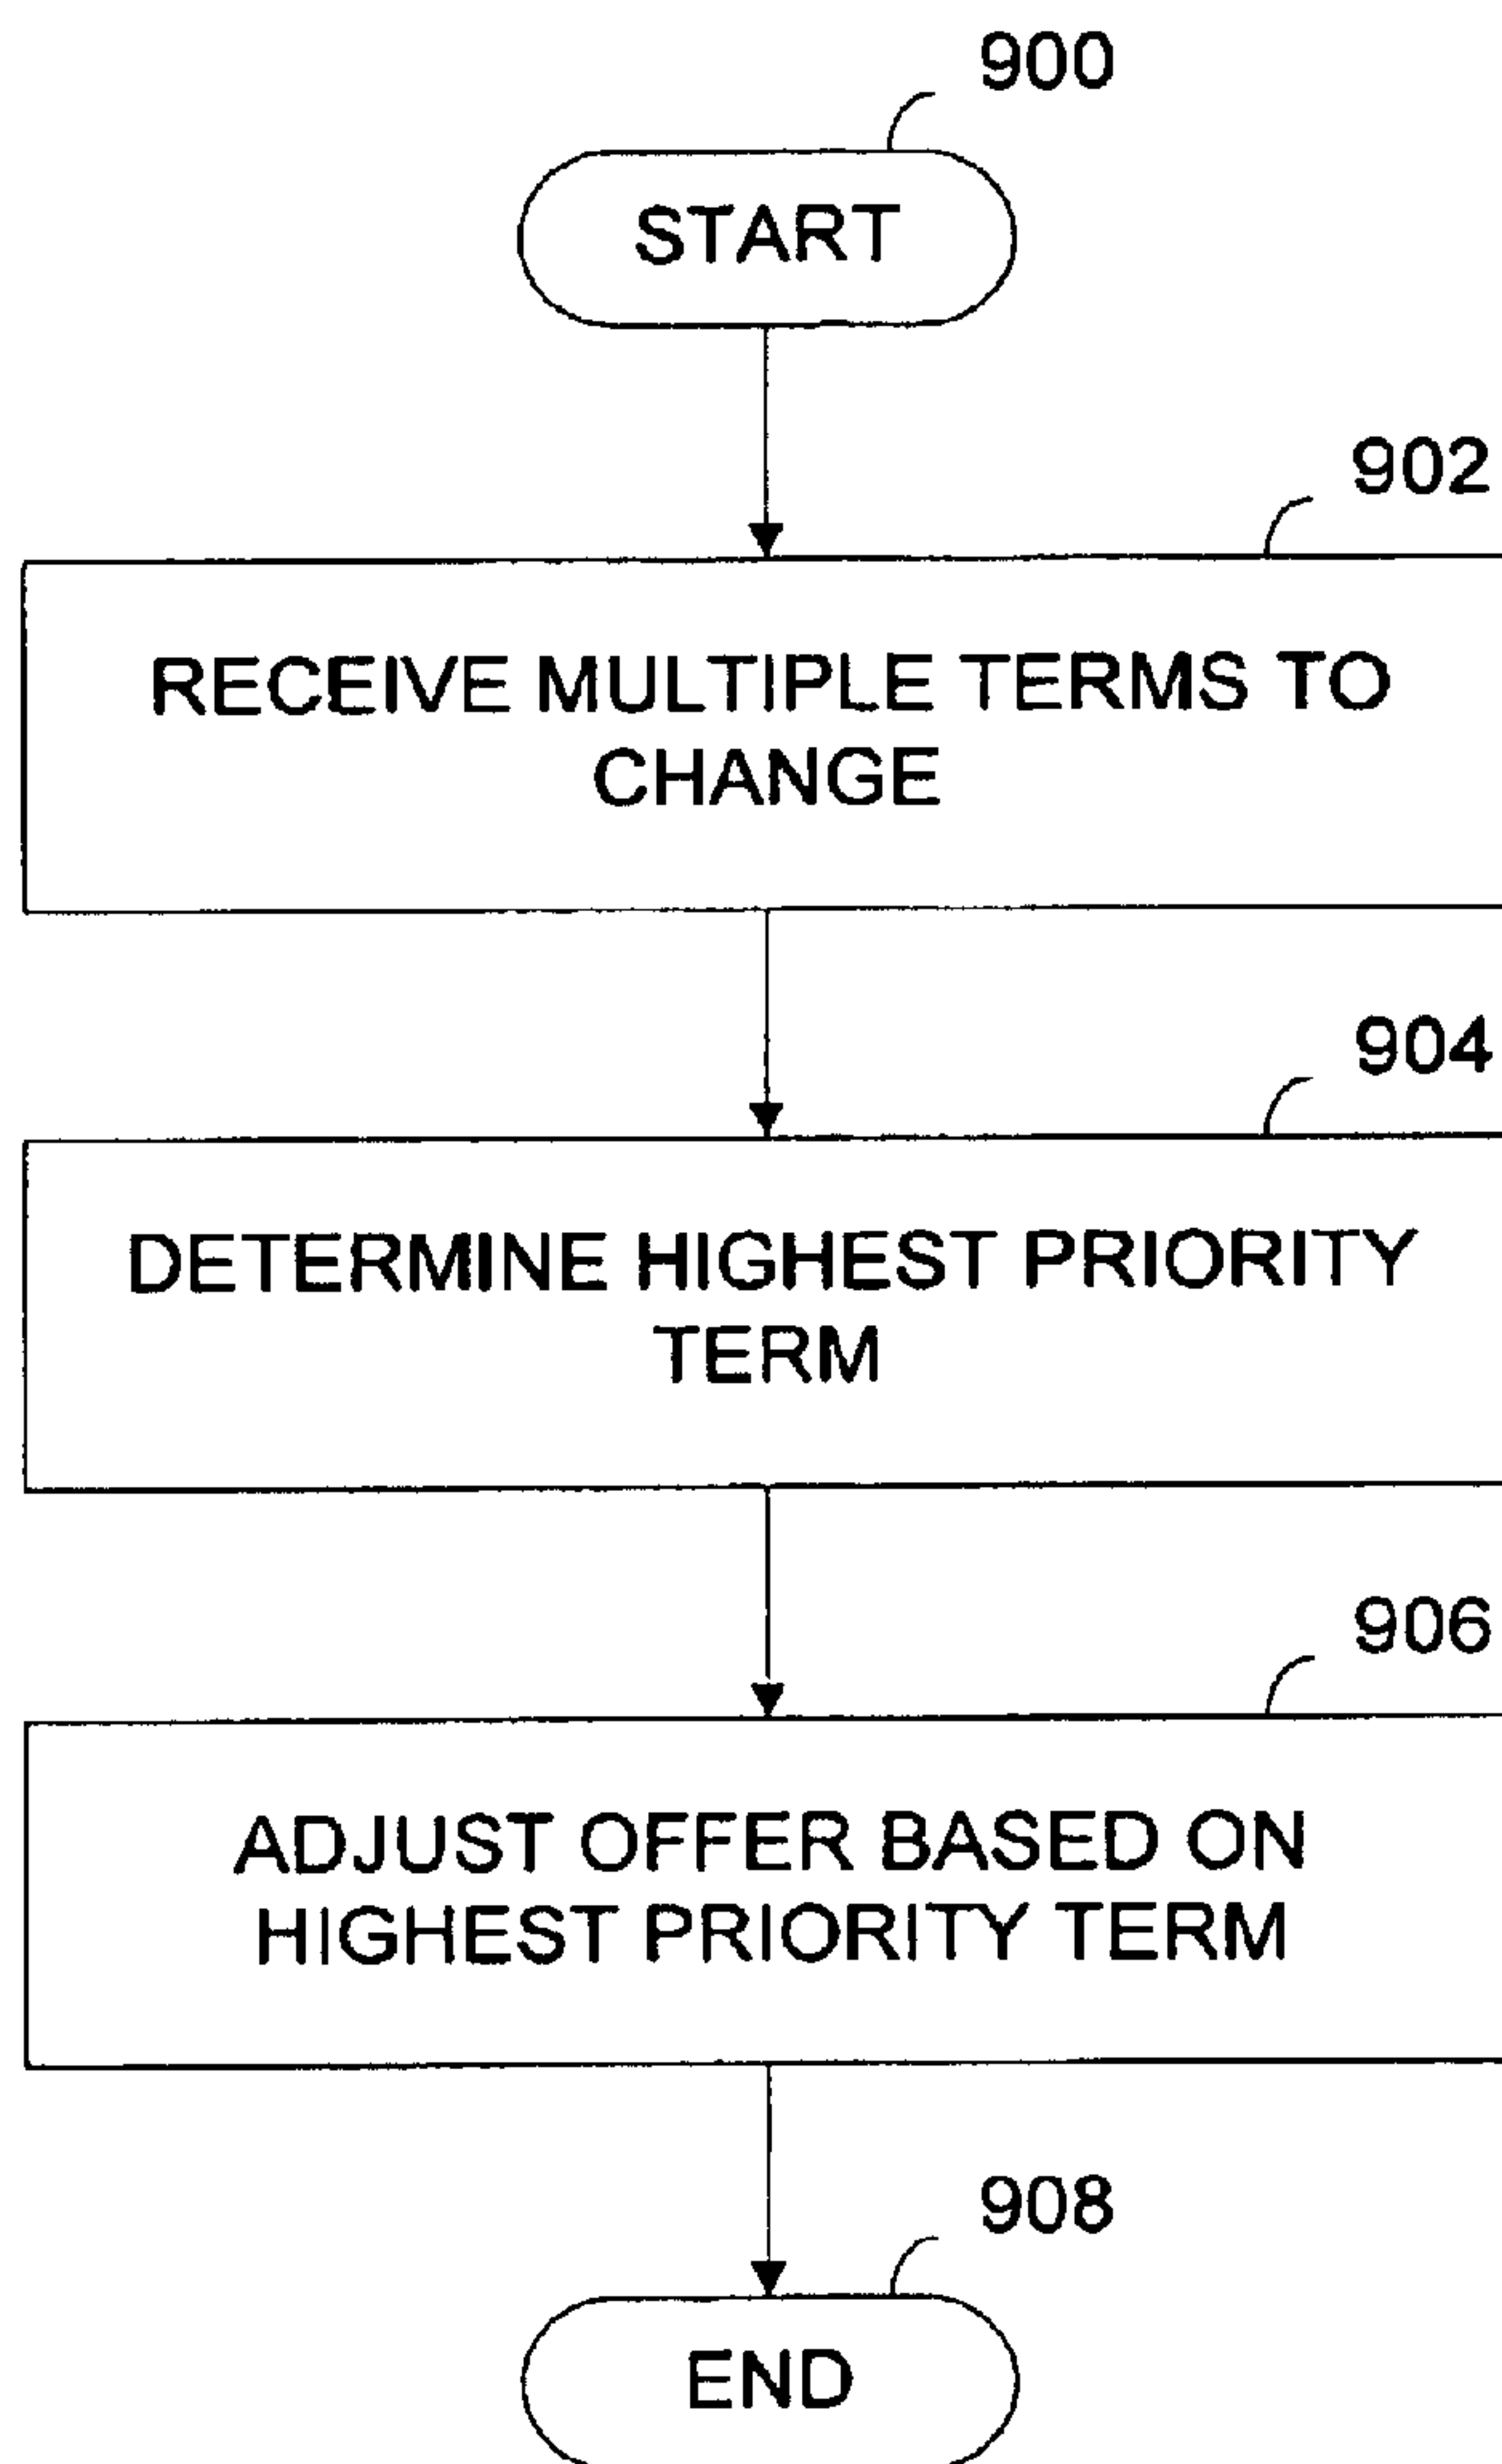 900
START
902
RECEIVE MULTIPLE TERMS TO
CHANGE
904
DETERMINE HIGHEST PRIORITY
TERM
906
ADJUST OFFER BASED ON
HIGHEST PRIORITY TERM
908
END